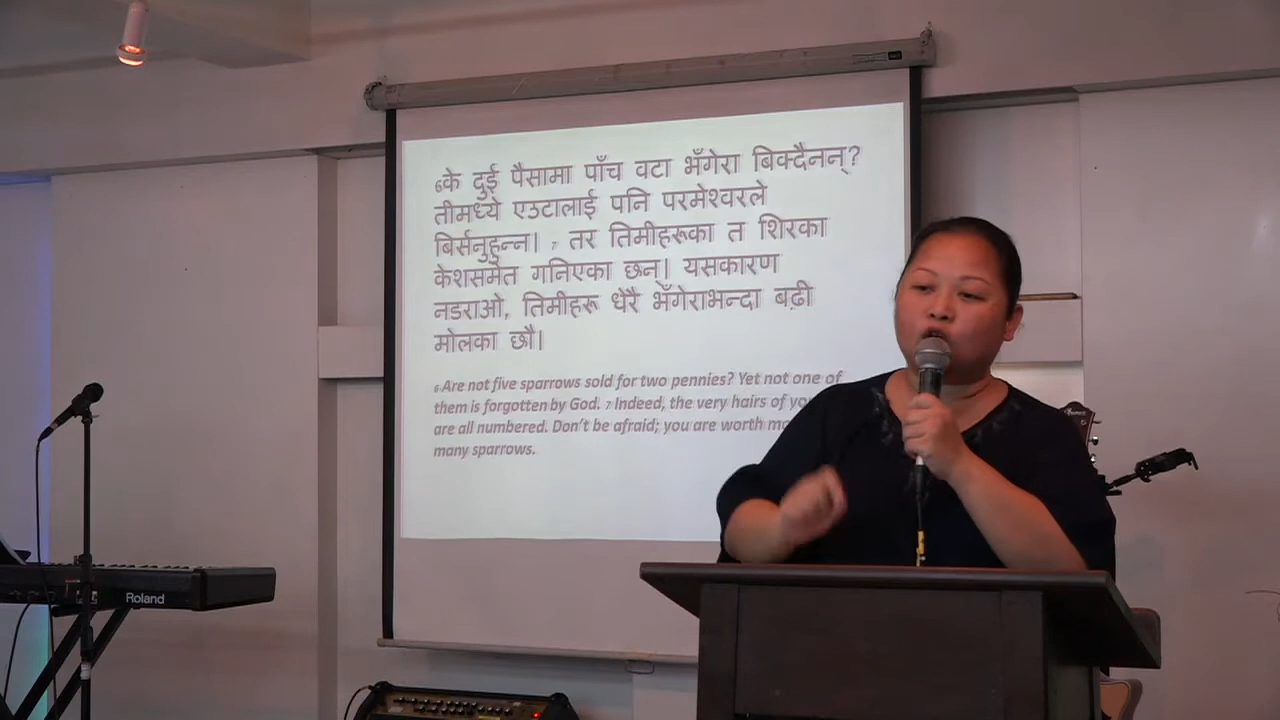 6के दुई पैसामा पाँच वटा भँगेरा बिक्दैनन्?
तीमध्ये एउटालाई पनि परमेश्वरले
बिर्सनुहुन्न। 7 तर तिमीहरूका त शिरका
केशसमेत गनिएका छन्। यसकारण
नडराओ, तिमीहरू धेरै भँगेराभन्दा बढ़ी
मोलका छौ।
6 Are not five sparrows sold for two pennies? Yet not one of
them is forgotten by God. 7 Indeed, the very hairs of
are all numbered. Don't be afraid; you are worth
many sparrows.
Roland